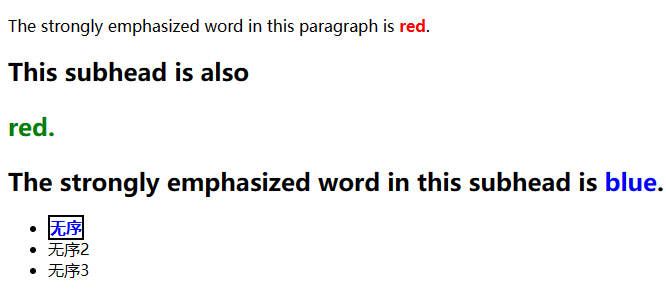 The strongly emphasized word in this paragraph is red.
This subhead is also
red.
The strongly emphasized word in this subhead is blue.
无序
无序2
无序3